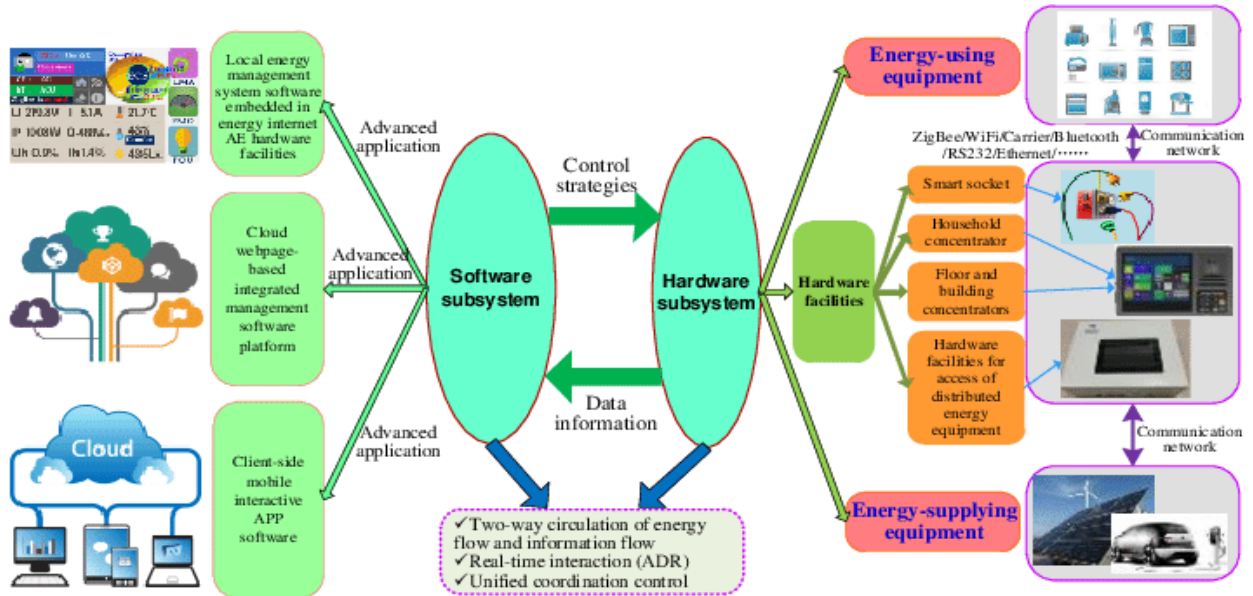 Local energy
management
system software
embedded in
energy internet
AE hardware
facilities
Cloud
webpage-
based
integrated
management
software
platform
Cloud
Client-side
mobile
interactive
APP
software
Advanced
application
Advanced
application
Advanced
application
Software
subsystem
Control
strategies
Data
information
Hardware
subsystem
✓Two-way circulation of energy
flow and information flow
✓Real-time interaction (ADR)
✓Unified coordination control
Energy-using
equipment
Hardware
facilities
Energy-supplying
equipment
ZigBee/WiFi/Carrier/Bluetooth
/RS232/Ethernet/······
Smart socket
Household
concentrator
Floor and
building
concentrators
Hardware
facilities for
access of
distributed
energy
equipment
Communication
network
Communication
network